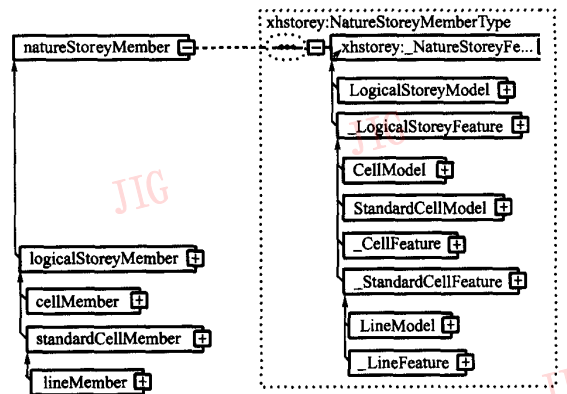 xhstorey:NatureStoreyMemberType
natureStoreyMember
xhstorey:_NatureStoreyFe...
LogicalStoreyModel
_LogicalStoreyFeature
CellModel
StandardCellModel
_CellFeature
_StandardCellFeature
LineModel
_LineFeature
logicalStoreyMember
cellMember
standardCellMember
lineMember
JIG
JIG